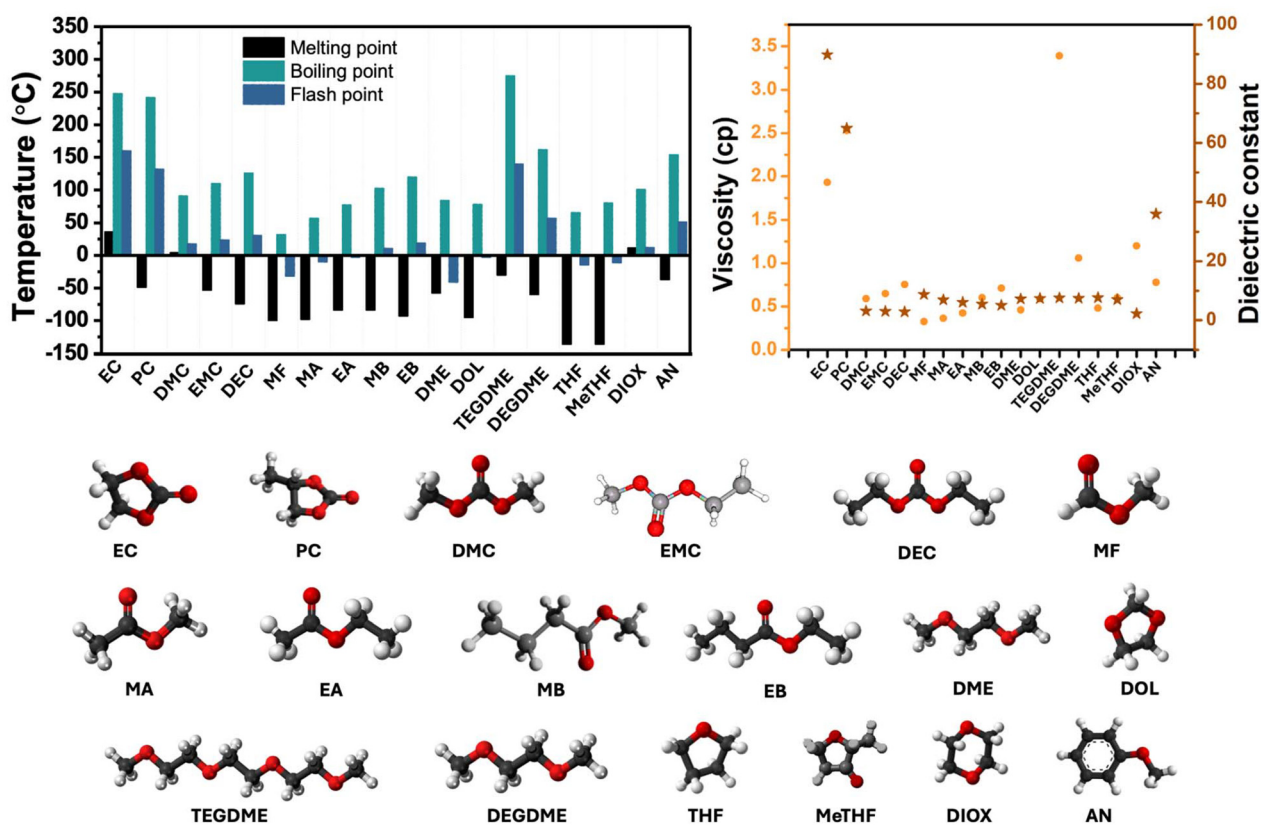 350
300
250
200
150
100
50
0
-50
-100
-150
Temperature (°C)
Melting point
Boiling point
Flash point
EC
PC
DMC
EMC
DEC
MF
MA
EA
MB
EB
DME
DOL
TEGDME
DEGDME
THF
MeTHF
DIOX
AN
3.5
3.0
2.5
2.0
1.5
1.0
0.5
0.0
Viscosity (cp)
100
80
60
40
20
0
Dieiectric constant
EC
PC
DMC
EMC
DEC
MF
MA
EA
MB
EB
DME
DOL
TEGDME
DEGDME
THF
MeTHF
DIOX
AN
EC PC DMC EMC DEC MF
MA EA MB EB DME DOL
TEGDME DEGDME THF MeTHF DIOX AN